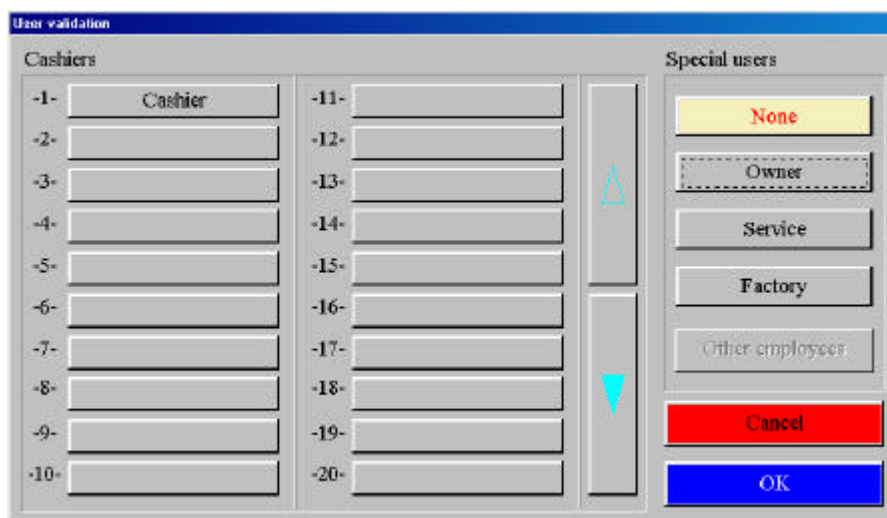 User validation
Cashiers
Special users
-1- Cashier
-2-
-3-
-4-
-5-
-6-
-7-
-8-
-9-
-10-
-11-
-12-
-13-
-14-
-15-
-16-
-17-
-18-
-19-
-20-
None
Owner
Service
Factory
Other employees
Cancel
OK